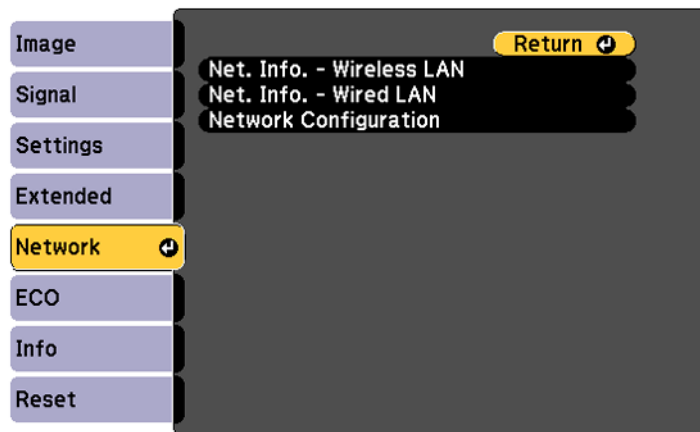 Image
Signal
Settings
Extended
Network
ECO
Info
Reset
Return
Net. Info. - Wireless LAN
Net. Info. - Wired LAN
Network Configuration